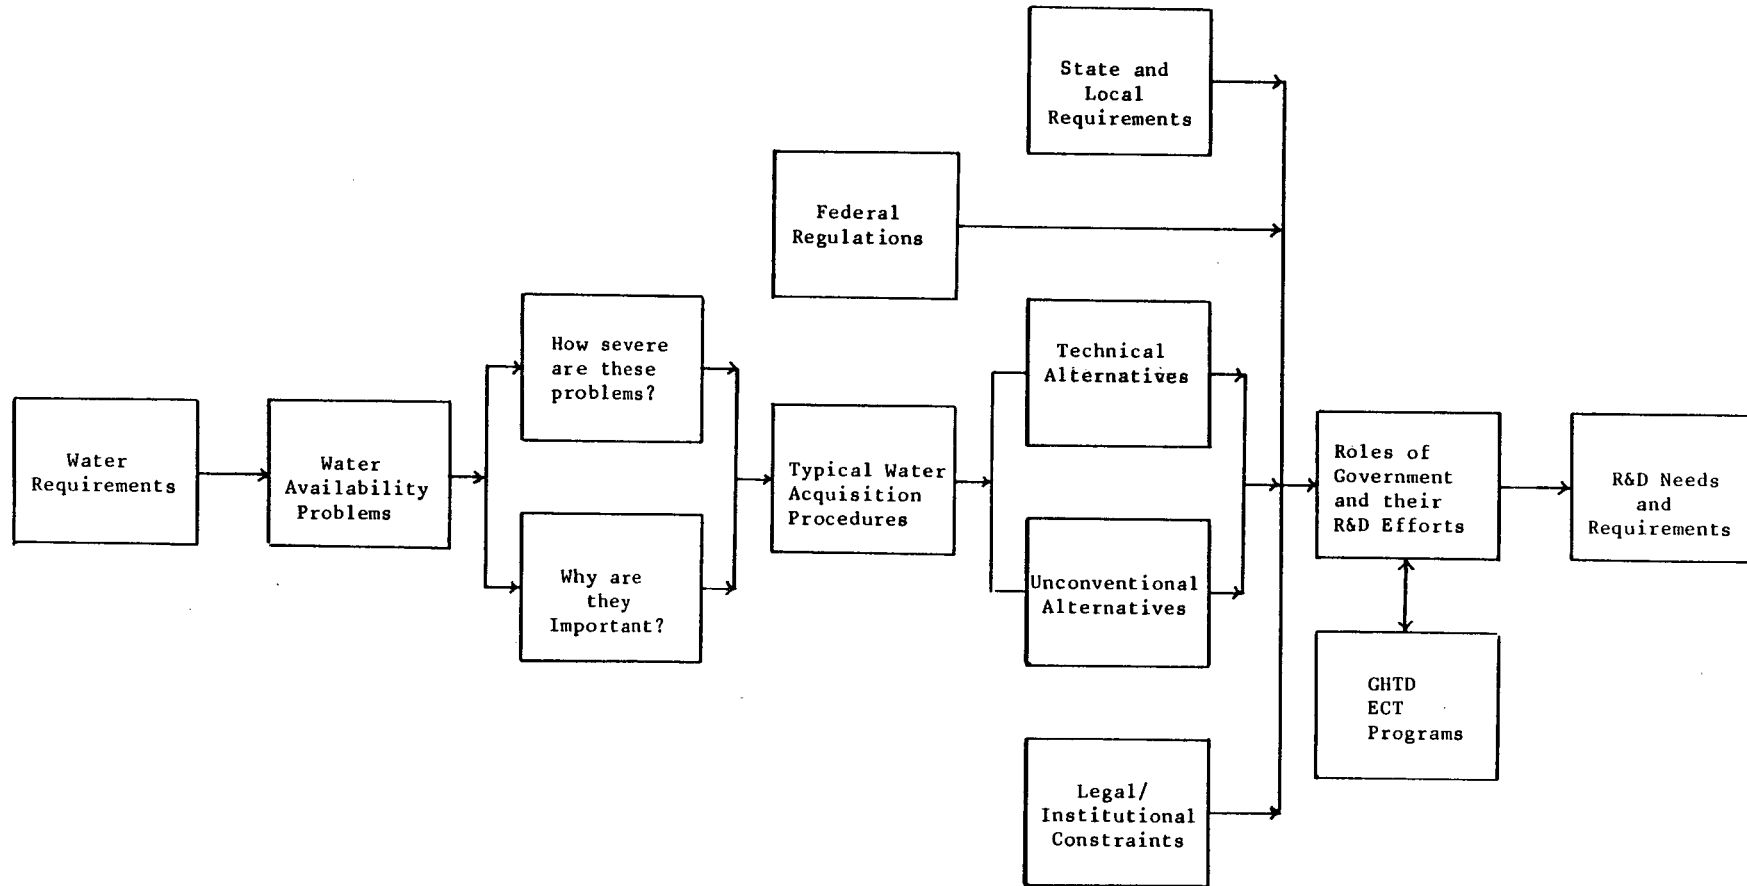 State and
Local
Requirements
Federal
Regulations
How severe
are these
problems?
Technical
Alternatives
Water
Requirements
Water
Availability
Problems
Typical Water
Acquisition
Procedures
Roles of
Government
and their
R&D Efforts
R&D Needs
and
Requirements
Why are
they
Important?
Unconventional
Alternatives
GHTD
ECT
Programs
Legal/
Institutional
Constraints